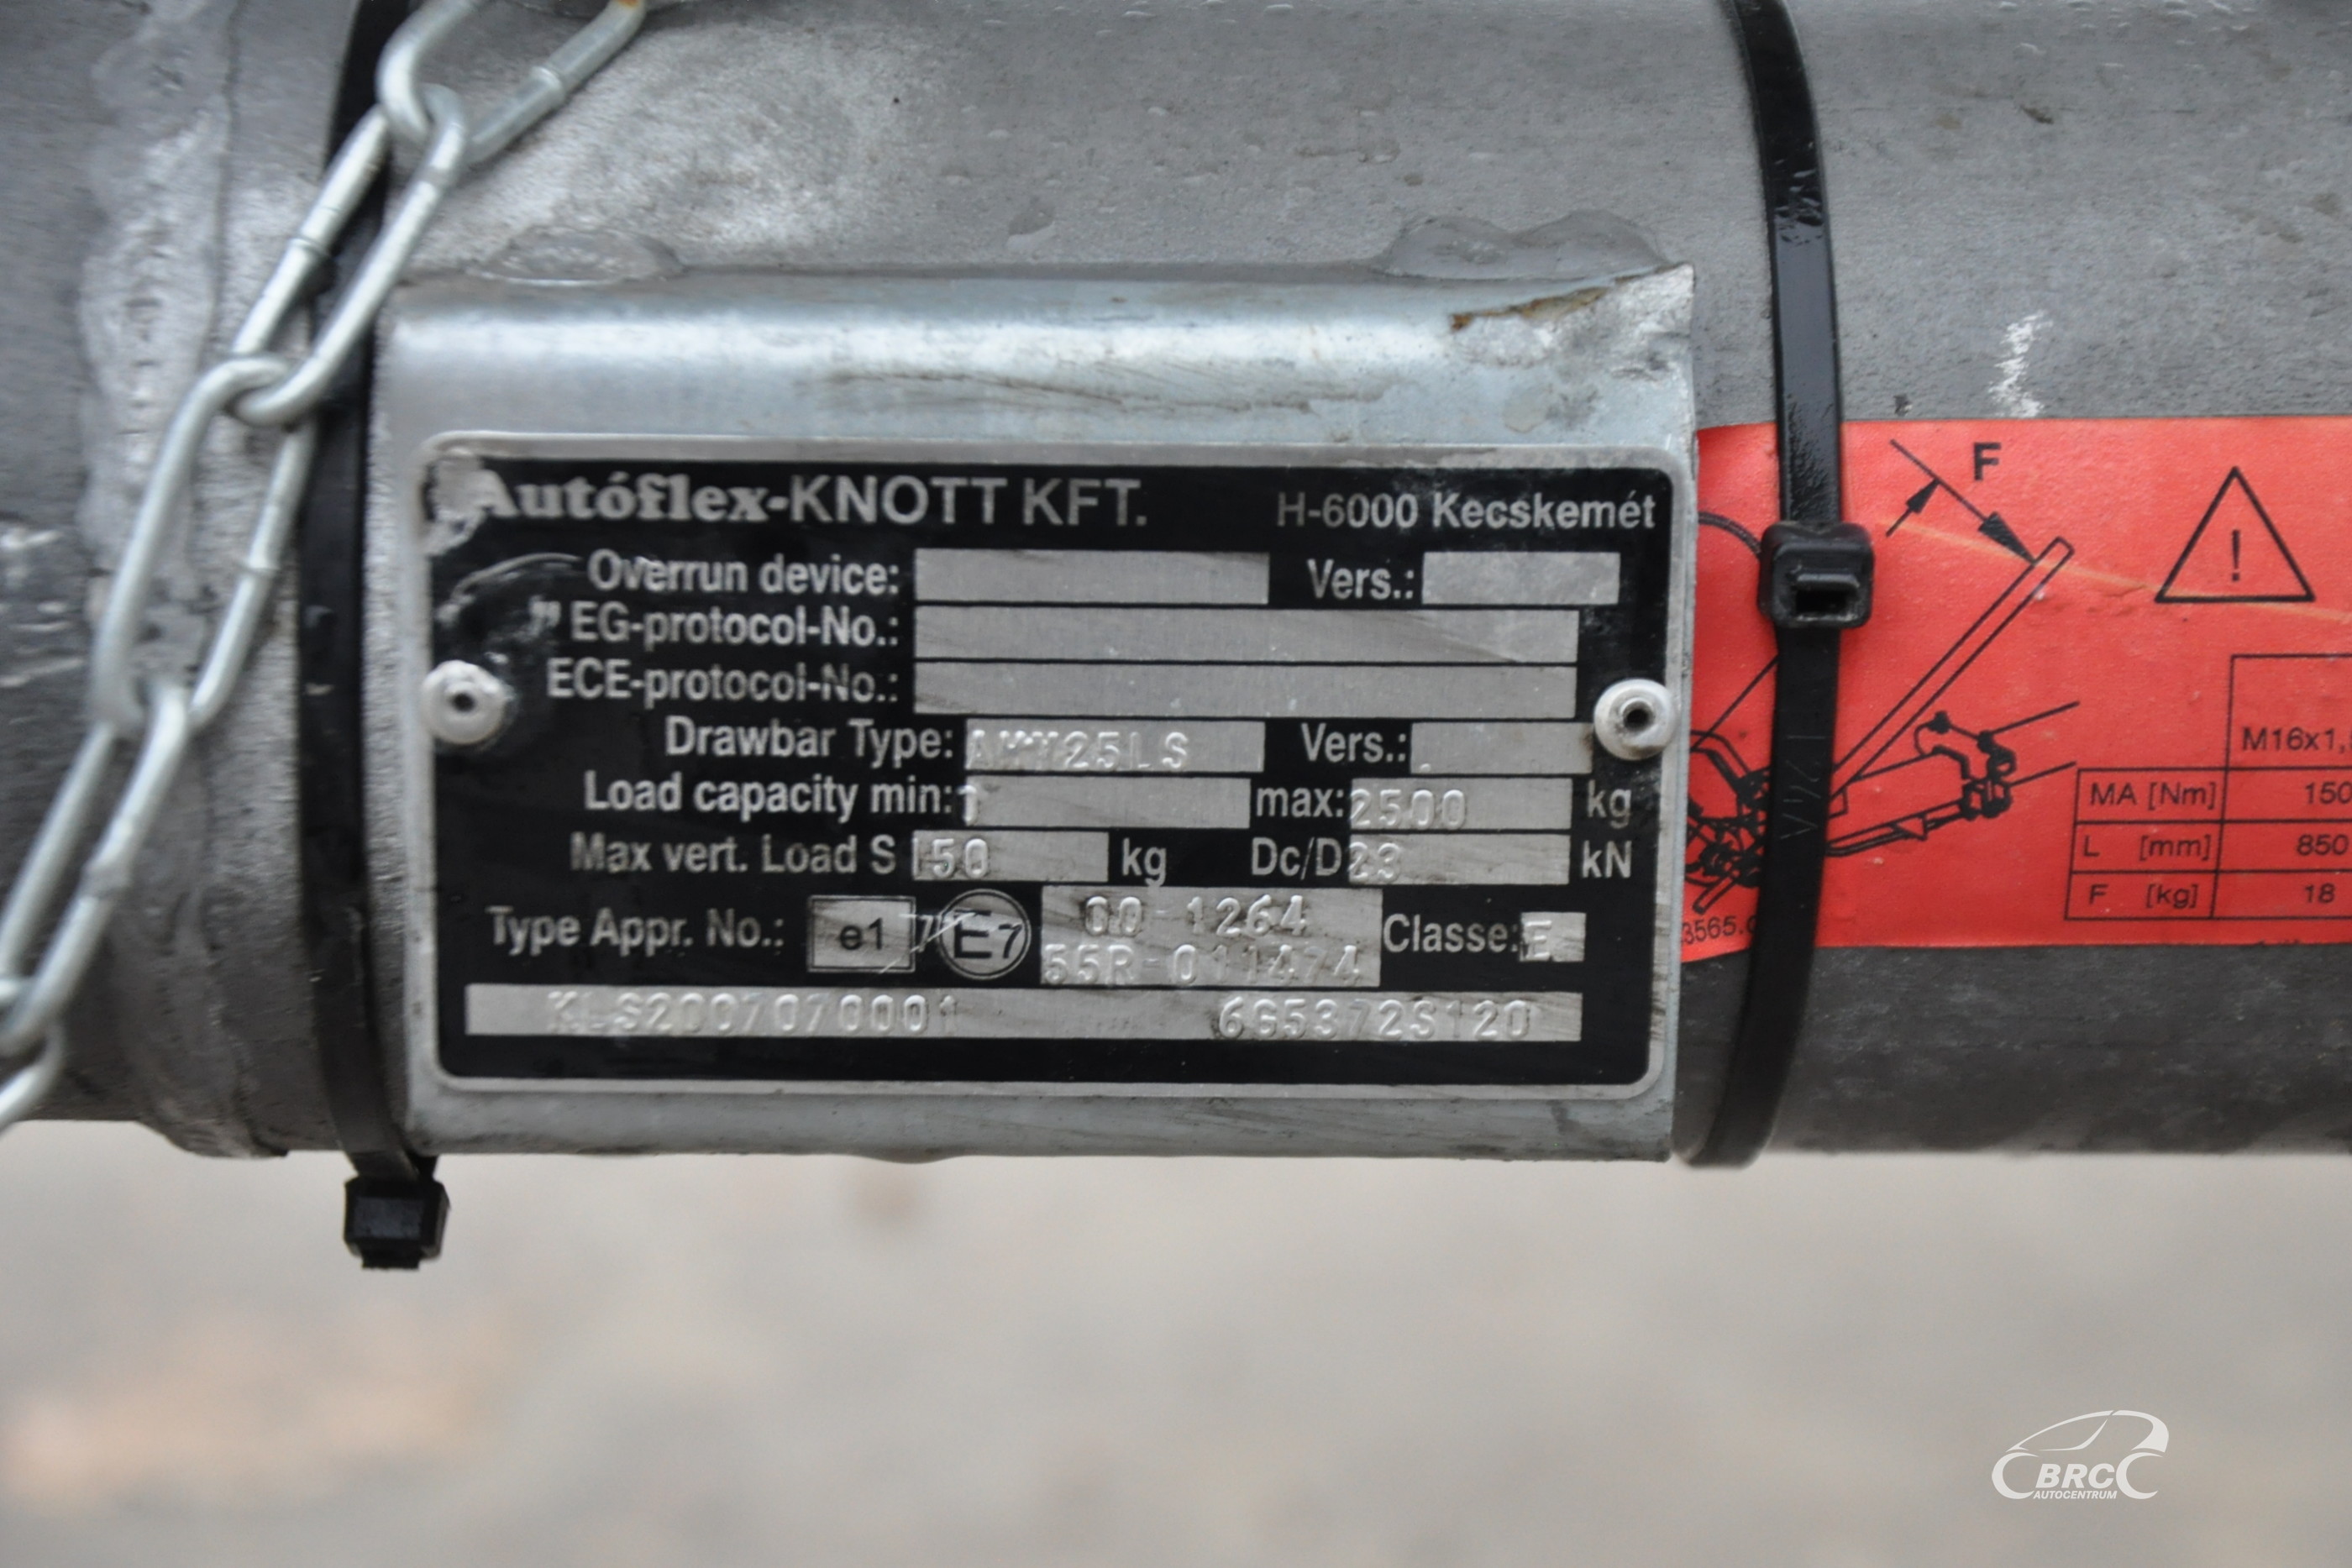 Autóflex-KNOTT KFT. H-6000 Kecskemét
Overrun device: Vers.:
EG-protocol-No.:
ECE-protocol-No.:
Drawbar Type: Vers.:
Load capacity min: max: 2500 kg
Max vert. Load S 150 kg Dc/D 23 kN
Type Appr. No.: e1 E7 00-1264 Classe: E
55R-011474
KLS2007070001 6G5372S120
F
!
M16x1,
MA [Nm] 150
L [mm] 850
F [kg] 18
BRC
AUTOCENTRUM